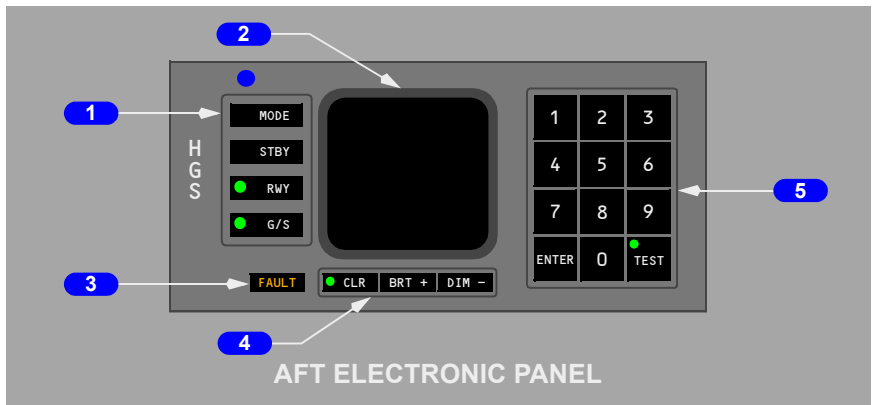 2
1
HGS
MODE
STBY
RWY
G/S
1 2 3
4 5 6
7 8 9
ENTER 0 TEST
5
3
FAULT
CLR BRT + DIM −
4
AFT ELECTRONIC PANEL